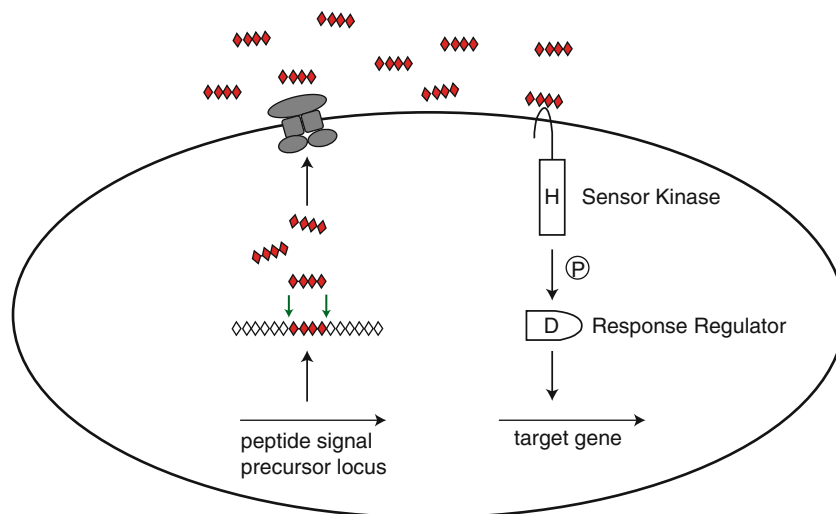 H
Sensor Kinase
P
D
Response Regulator
peptide signal
precursor locus
target gene